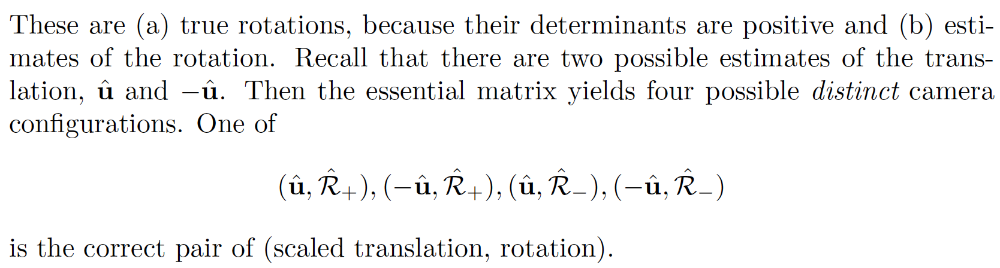 These are (a) true rotations, because their determinants are positive and (b) esti-
mates of the rotation. Recall that there are two possible estimates of the trans-
lation, û and −û. Then the essential matrix yields four possible distinct camera
configurations. One of
(û, R̂₊), (−û, R̂₊), (û, R̂₋), (−û, R̂₋)
is the correct pair of (scaled translation, rotation).